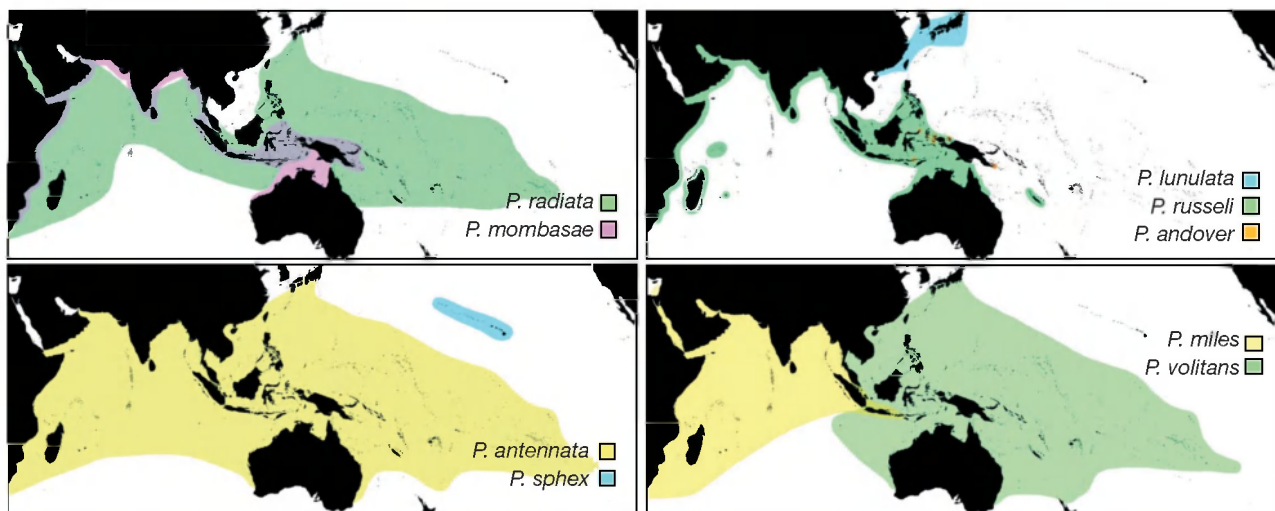 P. radiata
P. mombasae
P. lunulata
P. russeli
P. andover
P. antennata
P. sphex
P. miles
P. volitans